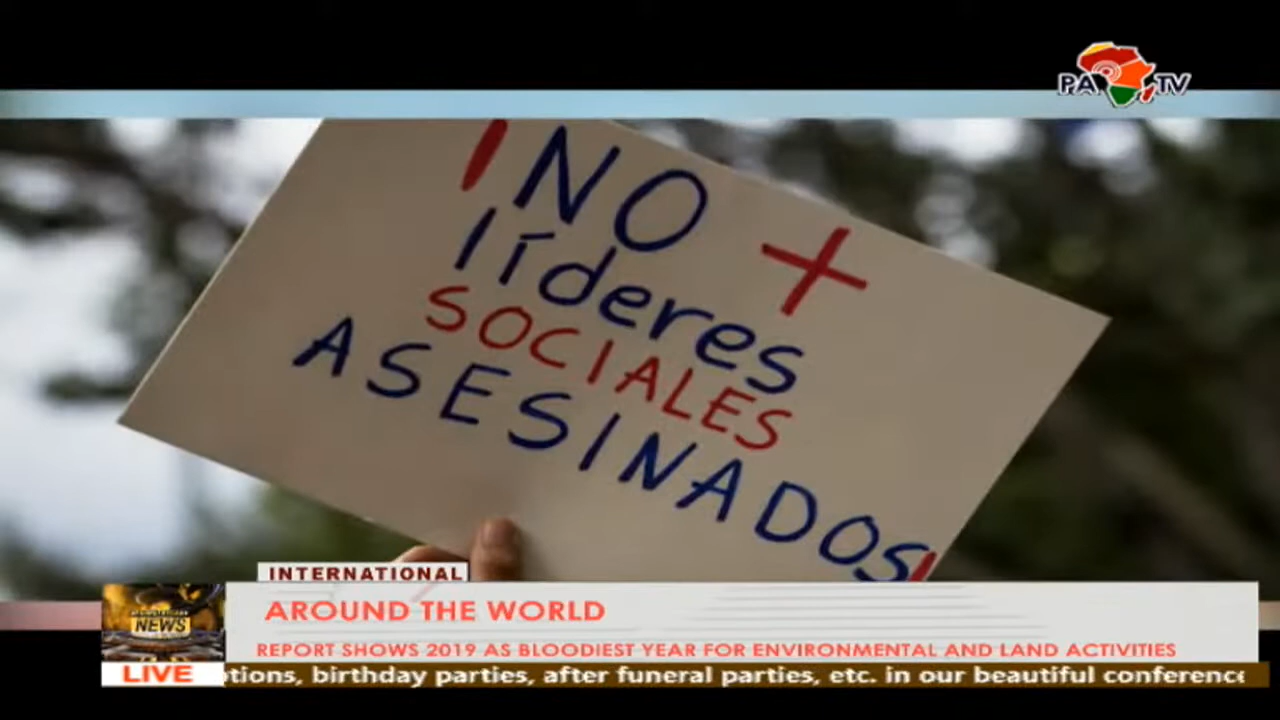 PA TV
¡NO +
líderes
SOCIALES
ASESINADOS!
INTERNATIONAL
AROUND THE WORLD
NEWS
REPORT SHOWS 2019 AS BLOODIEST YEAR FOR ENVIRONMENTAL AND LAND ACTIVITIES
LIVE
tions, birthday parties, after funeral parties, etc. in our beautiful conferenc